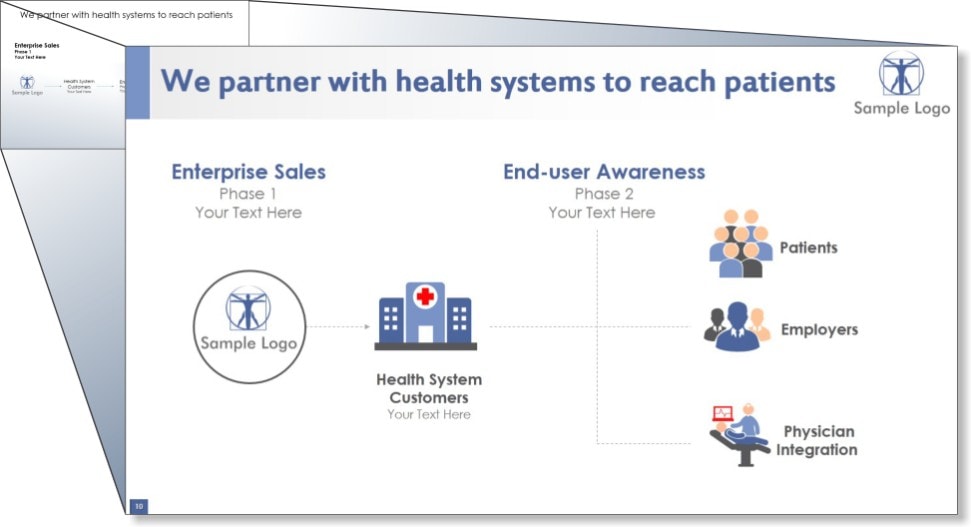 We partner with health systems to reach patients
Enterprise Sales
Phase 1
Your Text Here
Sample Logo
Health System
Customers
Your Text Here
We partner with health systems to reach patients
Sample Logo
Enterprise Sales
Phase 1
Your Text Here
End-user Awareness
Phase 2
Your Text Here
Patients
Sample Logo
Employers
Health System
Customers
Your Text Here
Physician
Integration
10